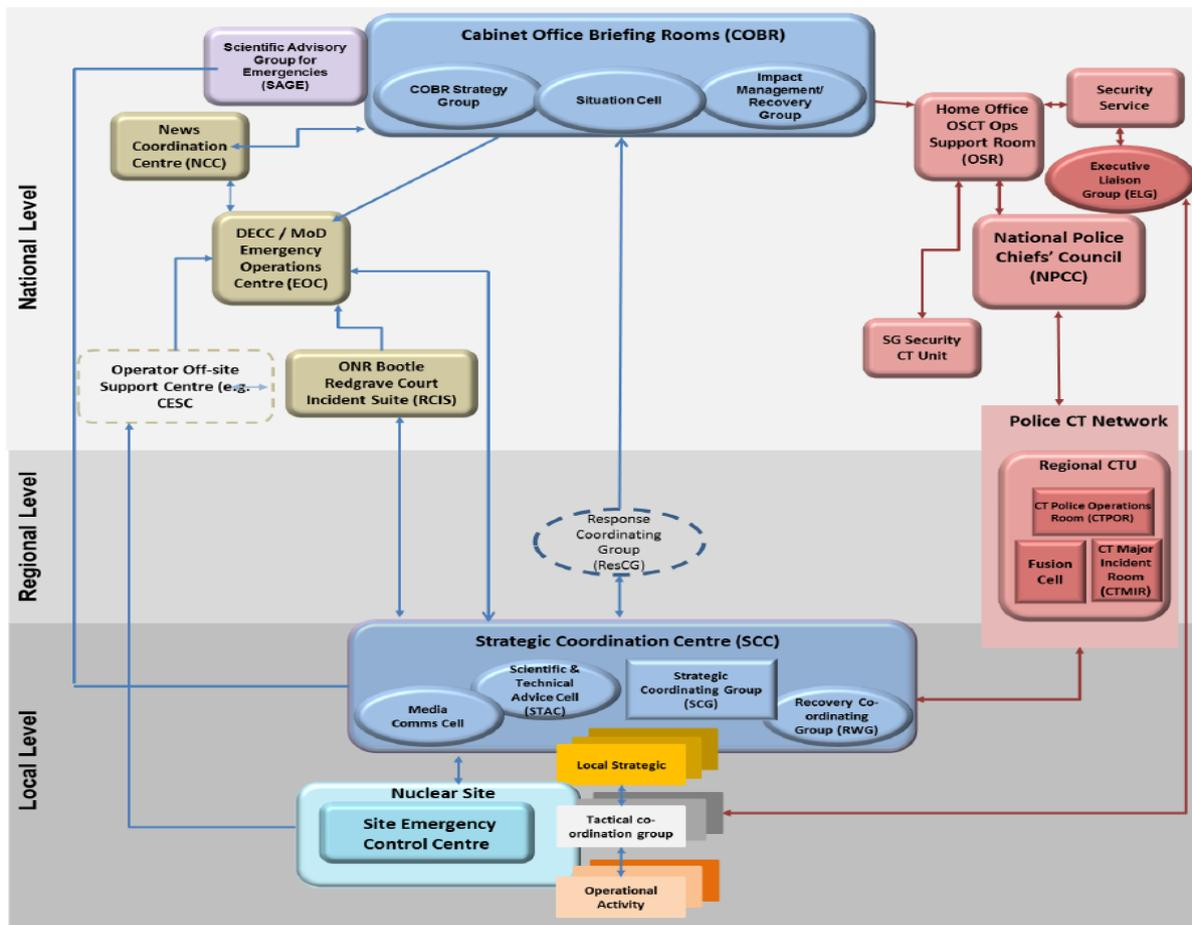 Cabinet Office Briefing Rooms (COBR)
Scientific Advisory
Group for
Emergencies
(SAGE)
COBR Strategy
Group
Situation Cell
Impact
Management/
Recovery
Group
News
Coordination
Centre (NCC)
Home Office
OSCT Ops
Support Room
(OSR)
Security
Service
Executive
Liaison
Group (ELG)
National Level
DECC / MoD
Emergency
Operations
Centre (EOC)
National Police
Chiefs’ Council
(NPCC)
SG Security
CT Unit
Operator Off-site
Support Centre (e.g.
CESC
ONR Bootle
Redgrave Court
Incident Suite (RCIS)
Police CT Network
Regional CTU
CT Police Operations
Room (CTPOR)
Fusion
Cell
CT Major
Incident
Room
(CTMIR)
Regional Level
Response
Coordinating
Group
(ResCG)
Strategic Coordination Centre (SCC)
Media
Comms Cell
Scientific &
Technical
Advice Cell
(STAC)
Strategic
Coordinating Group
(SCG)
Recovery Co-
ordinating
Group (RWG)
Local Level
Local Strategic
Nuclear Site
Site Emergency
Control Centre
Tactical co-
ordination group
Operational
Activity